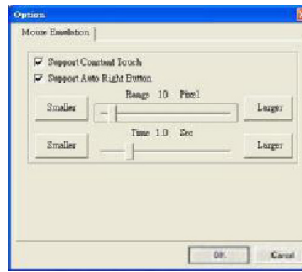 Option
Mouse Emulation
Support Constant Touch
Support Auto Right Button
Range 10 Pixel
Smaller
Larger
Time 1.0 Sec
Smaller
Larger
OK
Cancel